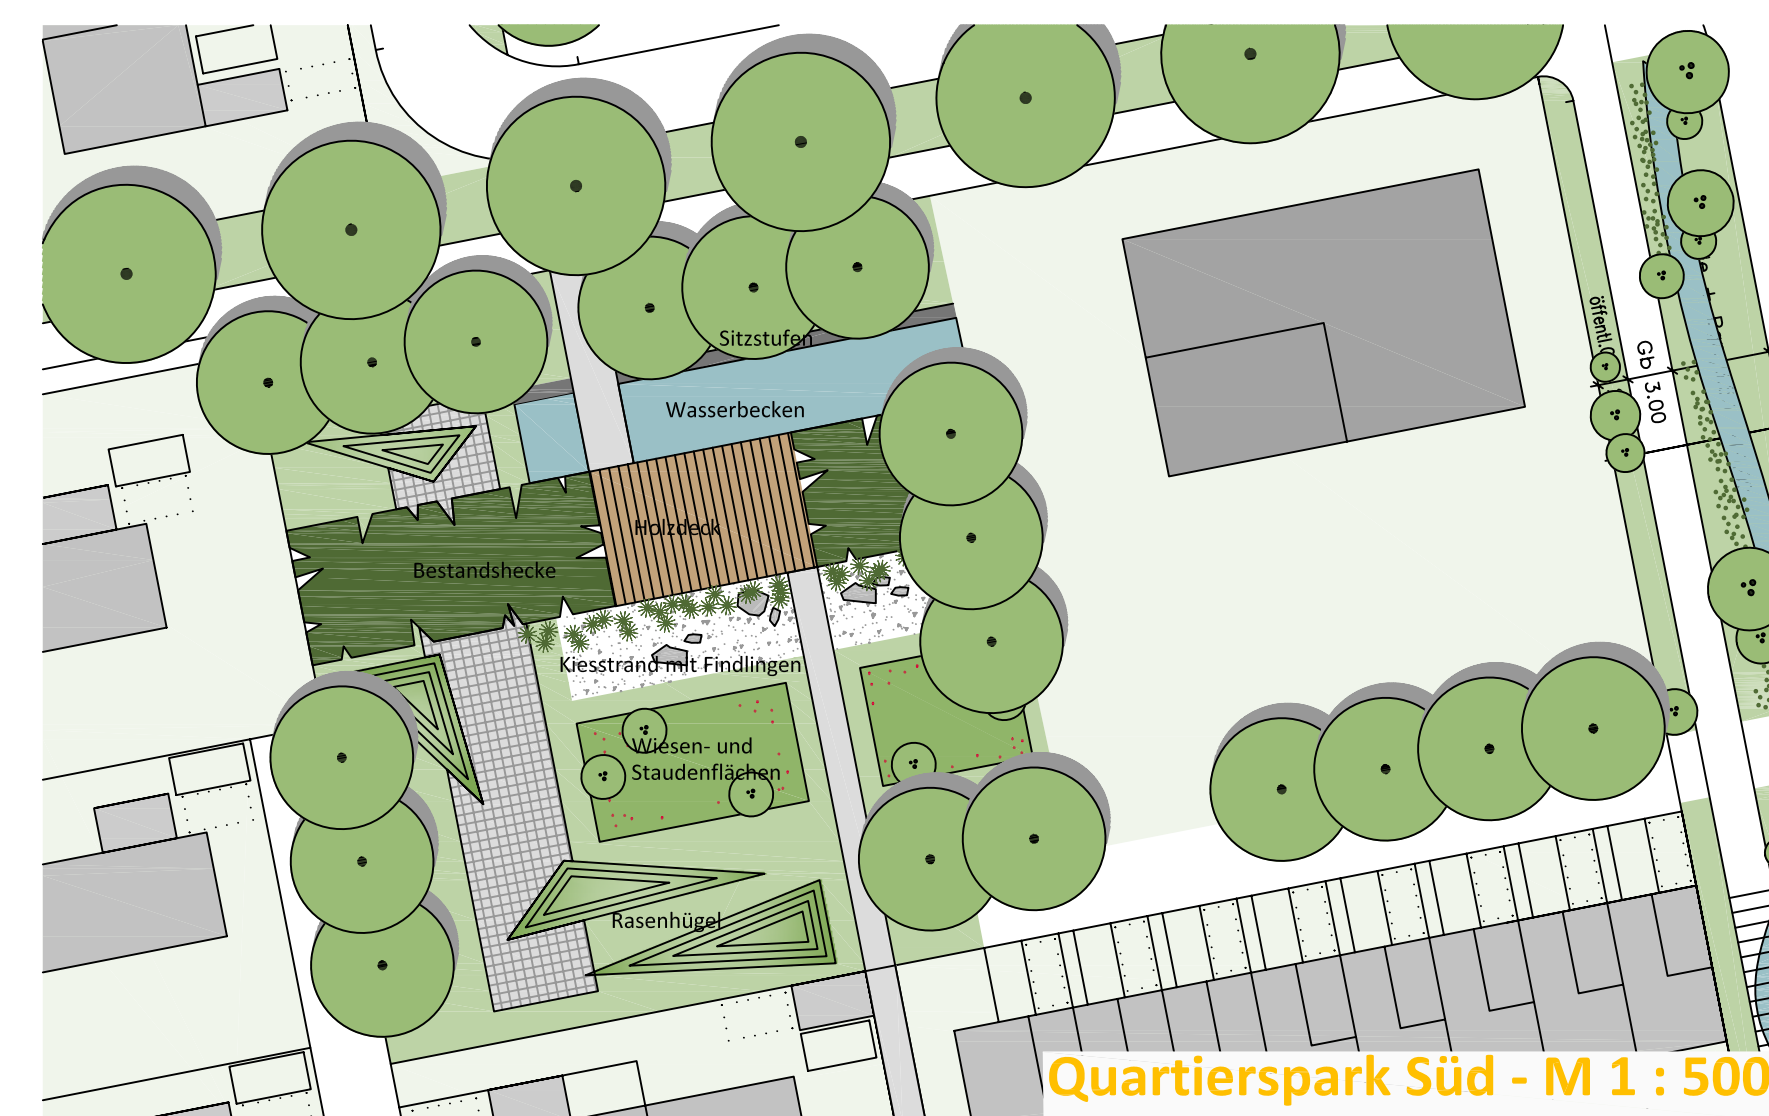 Sitzstufen
Wasserbecken
Holzdeck
Bestandshecke
Kiesstrand mit Findlingen
Wiesen- und
Staudenflächen
Rasenhügel
öffentl.
Gb 3.00
Quartierspark Süd - M 1 : 500